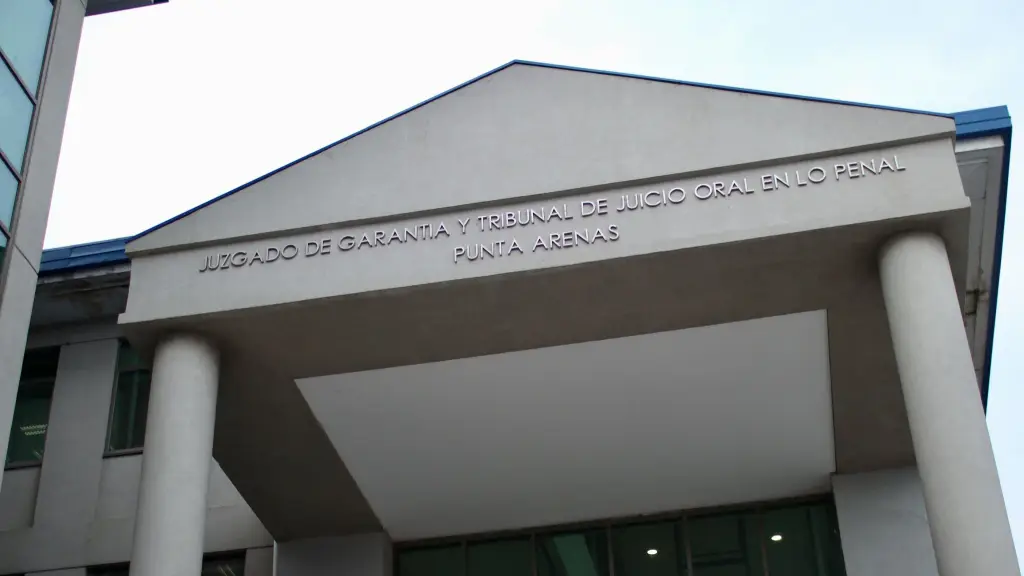 JUZGADO DE GARANTIA Y TRIBUNAL DE JUICIO ORAL EN LO PENAL
PUNTA ARENAS